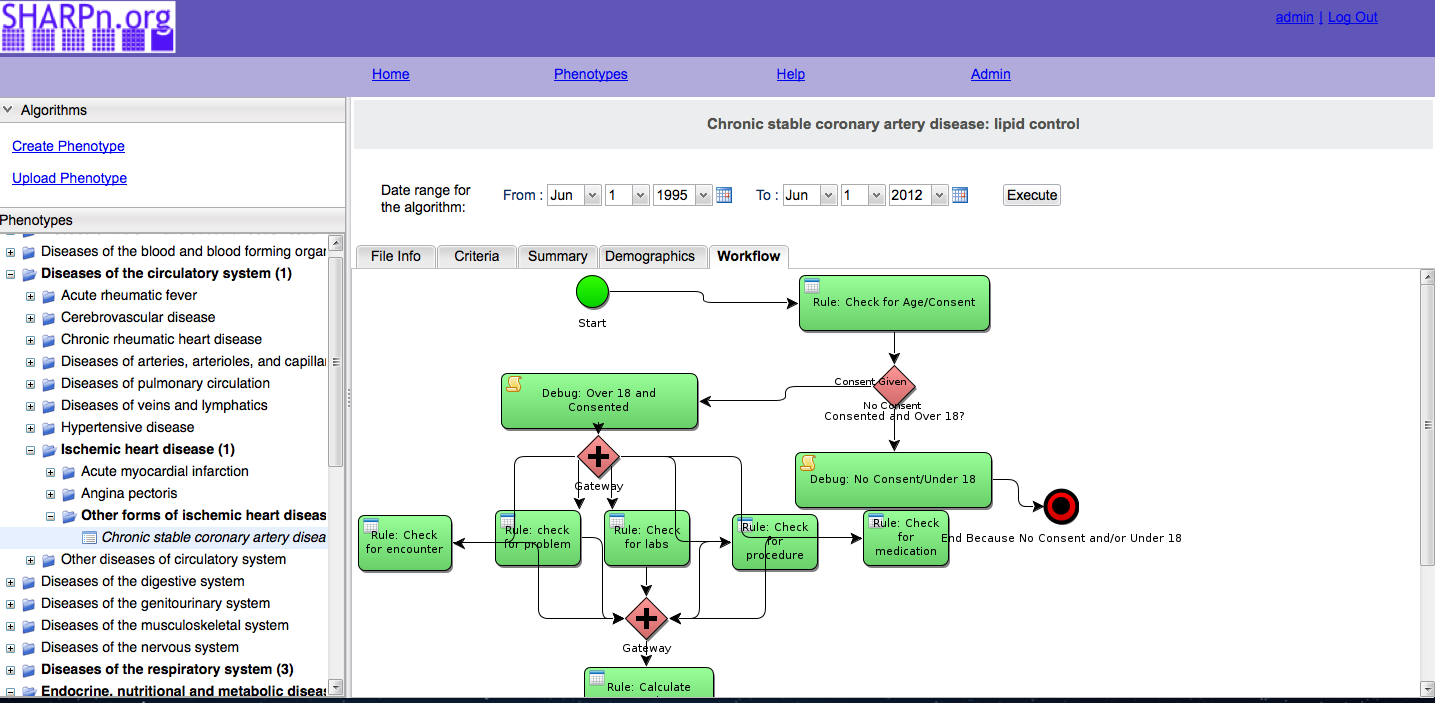 SHARPn.org
admin | Log Out
Home Phenotypes Help Admin
Algorithms
Create Phenotype
Upload Phenotype
Phenotypes
Diseases of the blood and blood forming organ
Diseases of the circulatory system (1)
Acute rheumatic fever
Cerebrovascular disease
Chronic rheumatic heart disease
Diseases of arteries, arterioles, and capillar
Diseases of pulmonary circulation
Diseases of veins and lymphatics
Hypertensive disease
Ischemic heart disease (1)
Acute myocardial infarction
Angina pectoris
Other forms of ischemic heart diseas
Chronic stable coronary artery disea
Other diseases of circulatory system
Diseases of the digestive system
Diseases of the genitourinary system
Diseases of the musculoskeletal system
Diseases of the nervous system
Diseases of the respiratory system (3)
Endocrine, nutritional and metabolic diseas
Chronic stable coronary artery disease: lipid control
Date range for
the algorithm:
From : Jun 1 1995 To : Jun 1 2012 Execute
File Info Criteria Summary Demographics Workflow
Start
Rule: Check for Age/Consent
Consent Given
No Consent
Consented and Over 18?
Debug: Over 18 and
Consented
Gateway
Debug: No Consent/Under 18
End Because No Consent and/or Under 18
Rule: Check
for encounter
Rule: check
for problem
Rule: Check
for labs
Rule: Check
for
procedure
Rule: Check
for
medication
Gateway
Rule: Calculate